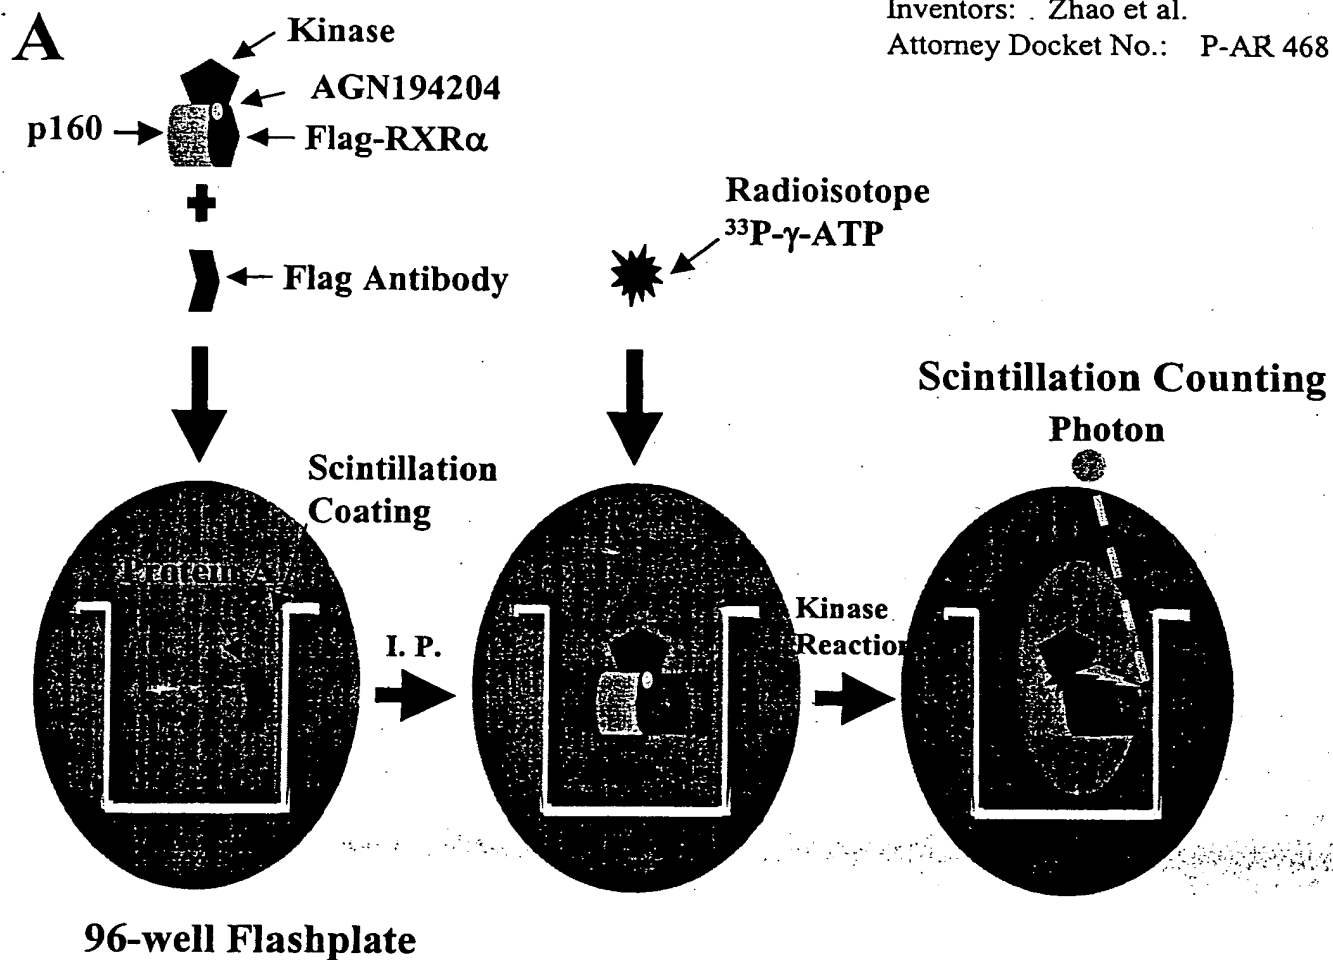 Inventors: . Zhao et al.
Attorney Docket No.: P-AR 468
A
Kinase
AGN194204
p160
Flag-RXRα
+
Flag Antibody
Radioisotope
³³P-γ-ATP
Scintillation Counting
Photon
Scintillation
Coating
Protein A
I. P.
Kinase
Reaction
96-well Flashplate